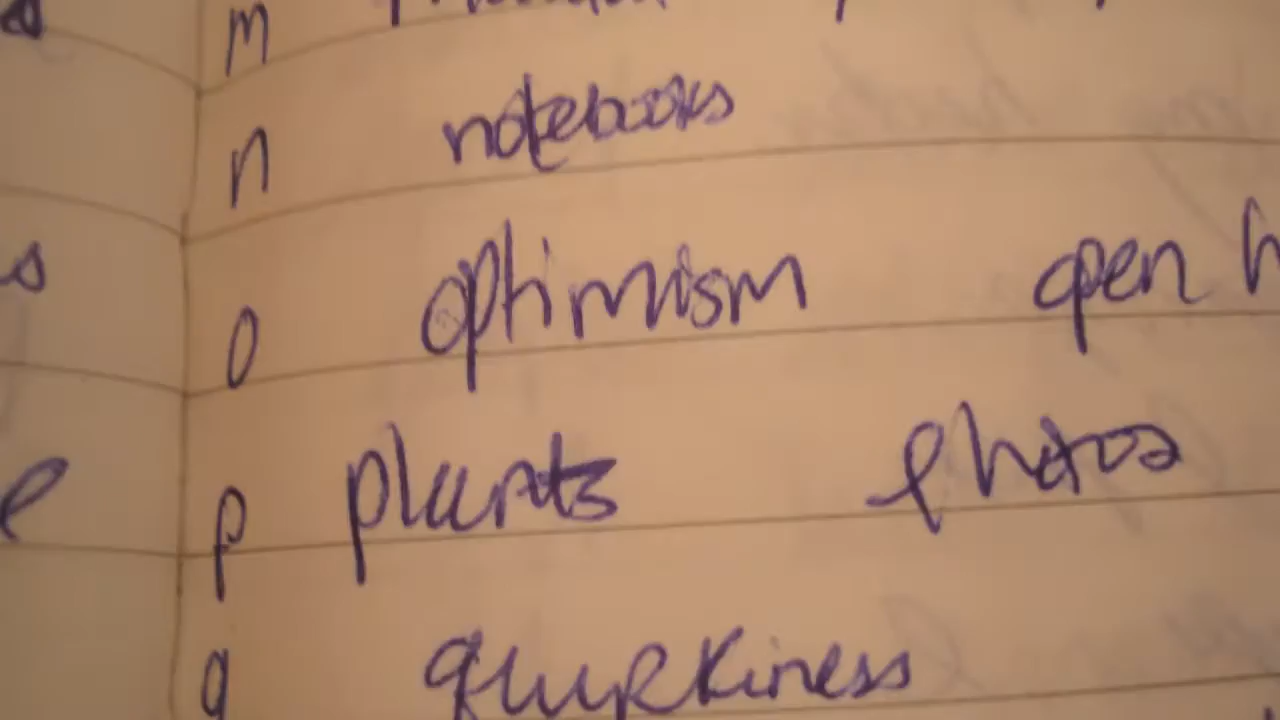 m
n notebooks
o optimism open
p plants photos
q quirkiness